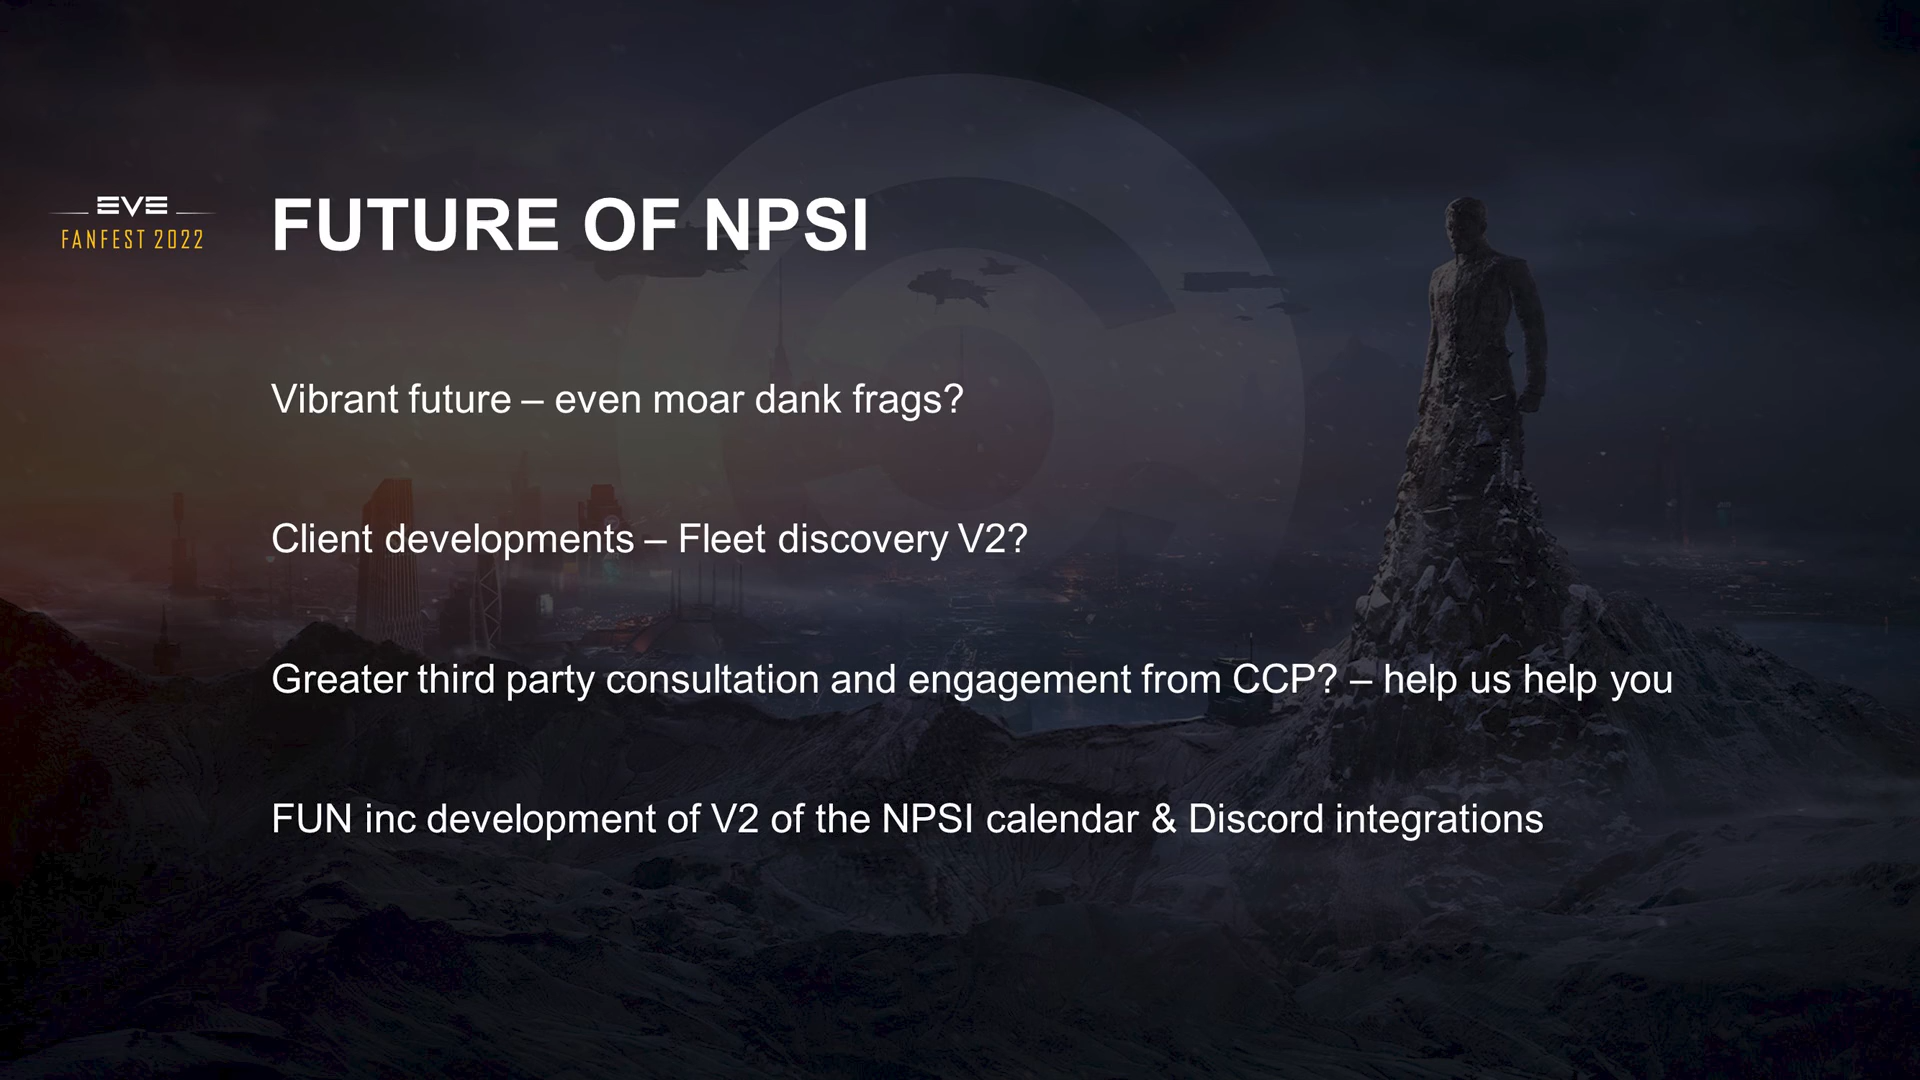 EVE
FANFEST 2022
FUTURE OF NPSI
Vibrant future – even moar dank frags?
Client developments – Fleet discovery V2?
Greater third party consultation and engagement from CCP? – help us help you
FUN inc development of V2 of the NPSI calendar & Discord integrations